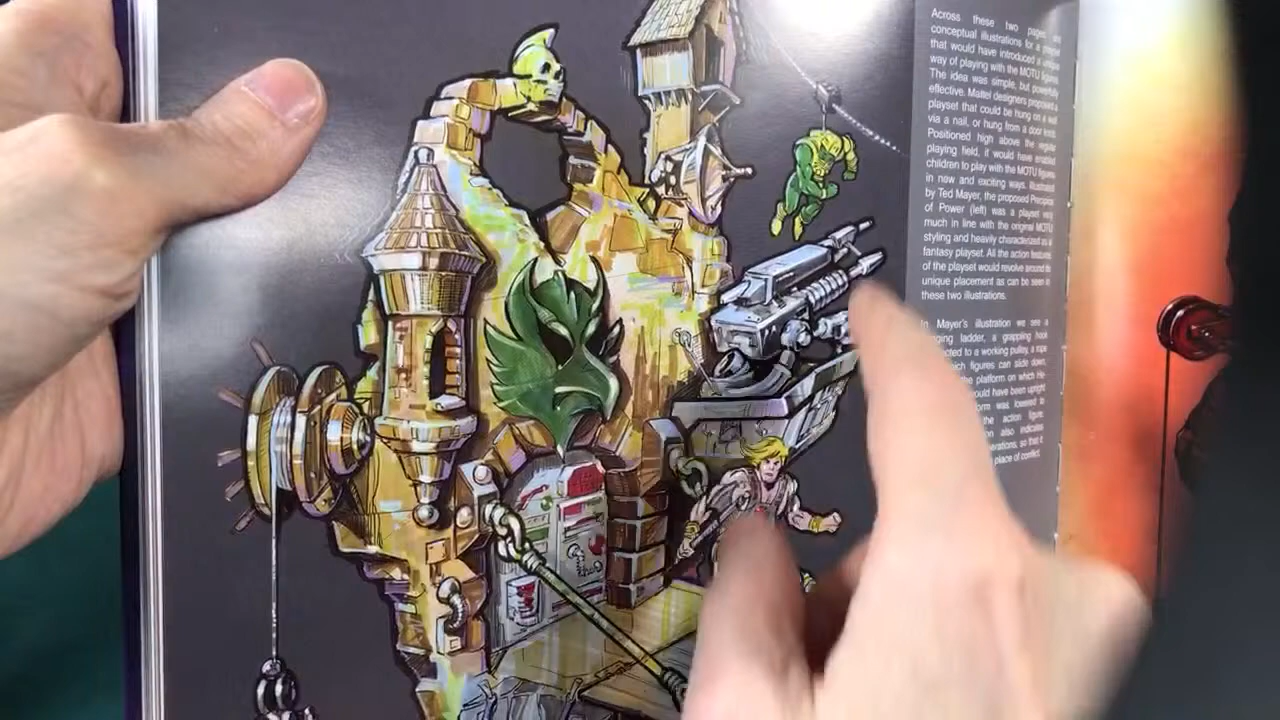 Across these two pages are
conceptual illustrations for a
that would have introduced a unique
way of playing with the MOTU figures.
The idea was simple, but powerfully
effective. Mattel designers proposed a
playset that could be hung on a wall
via a nail, or hung from a door knob.
Positioned high above the regular
playing field, it would have enabled
children to play with the MOTU figures
in new and exciting ways. Illustrated
by Ted Mayer, the proposed Precipice
of Power (left) was a playset very
much in line with the original MOTU
styling and heavily characterized as a
fantasy playset. All the action features
of the playset would revolve around its
unique placement as can be seen in
these two illustrations.
In Mayer's illustration we see a
ladder, a grappling hook
to a working pulley, a rope
which figures can slide down,
the platform on which He-
would have been upright
was lowered to
the action figure.
also indicates
so that it
place of conflict.